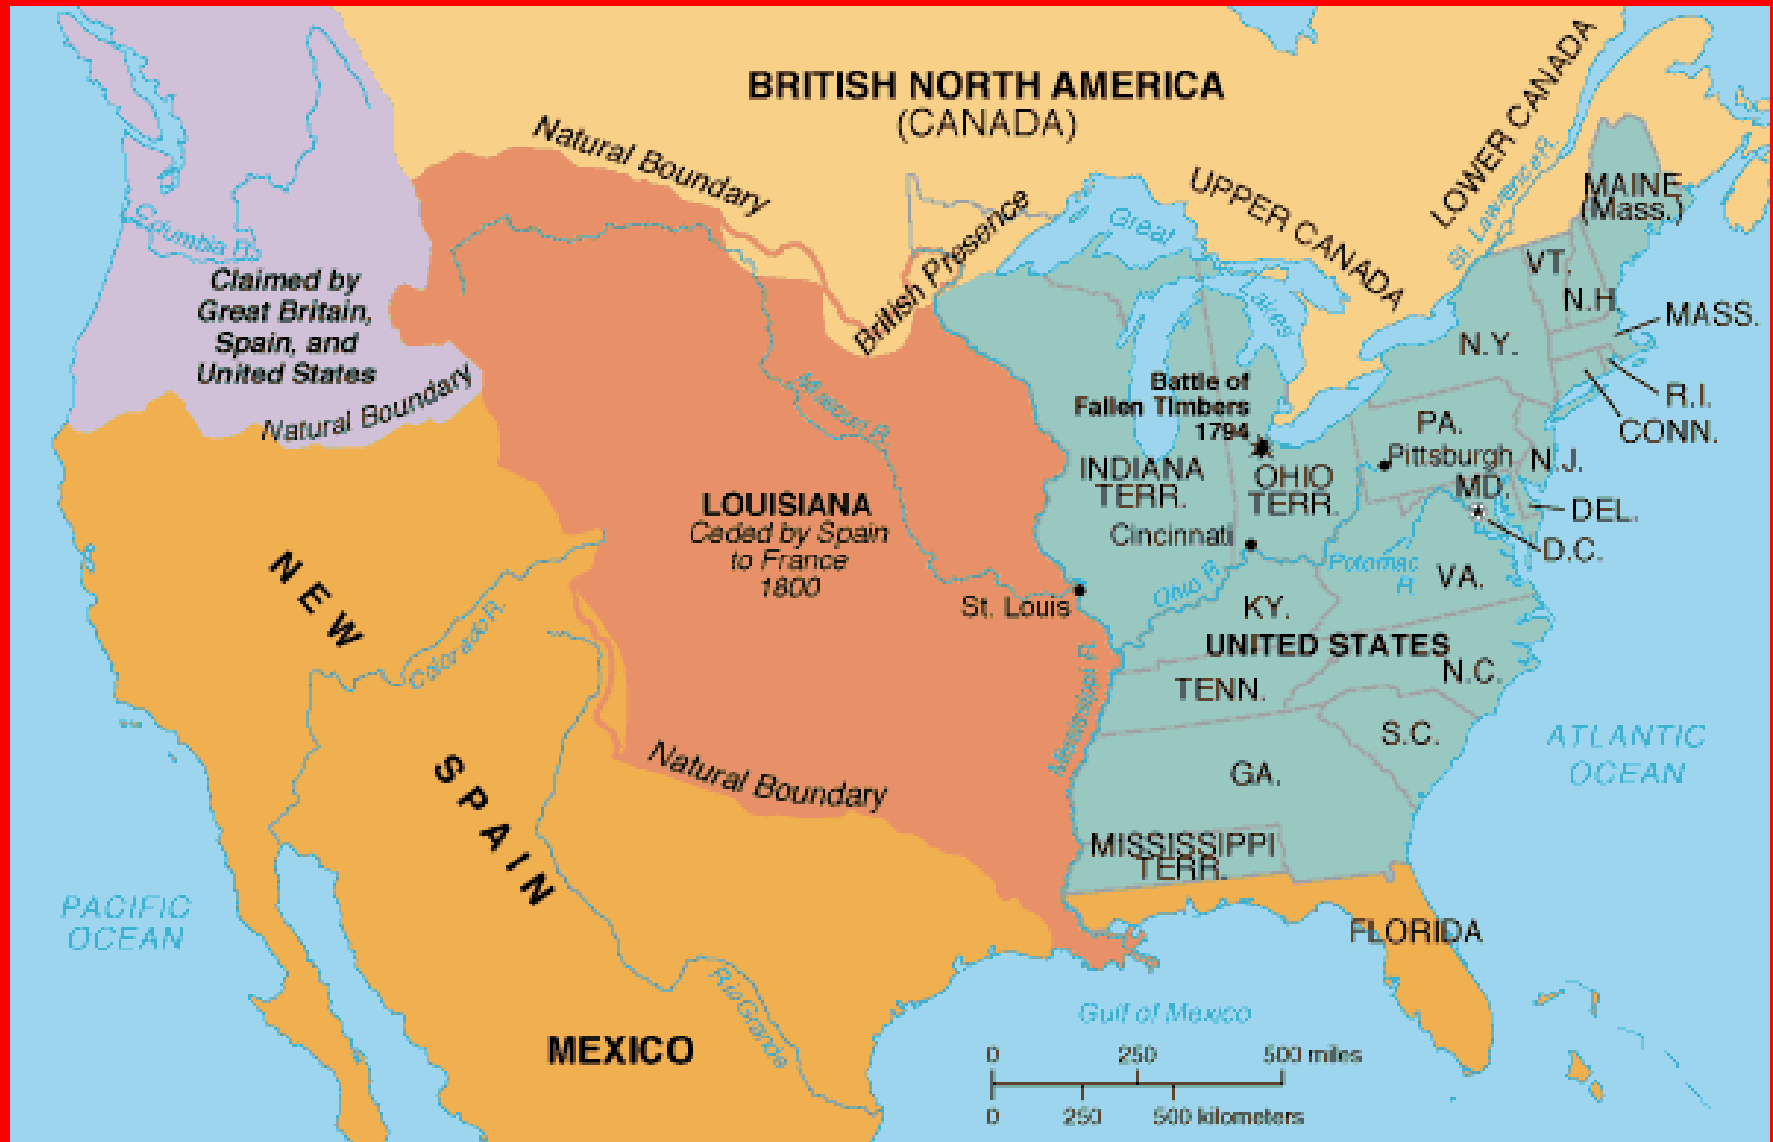 BRITISH NORTH AMERICA
(CANADA)
LOWER CANADA
Natural Boundary
UPPER CANADA
St. Lawrence R.
MAINE
(Mass.)
British Presence
Great
Lakes
Columbia R.
Claimed by
Great Britain,
Spain, and
United States
Natural Boundary
VT.
N.H.
MASS.
N.Y.
R.I.
CONN.
Battle of
Fallen Timbers
1794
Missouri R.
PA.
Pittsburgh
N.J.
MD.
DEL.
D.C.
INDIANA
TERR.
OHIO
TERR.
LOUISIANA
Ceded by Spain
to France
1800
Cincinnati
Ohio R.
Potomac
R
VA.
St. Louis
KY.
NEW
SPAIN
Colorado R.
UNITED STATES
N.C.
TENN.
Mississippi R.
S.C.
ATLANTIC
OCEAN
Natural Boundary
GA.
MISSISSIPPI
TERR.
PACIFIC
OCEAN
FLORIDA
Rio Grande
Gulf of Mexico
MEXICO
0 250 500 miles
0 250 500 kilometers